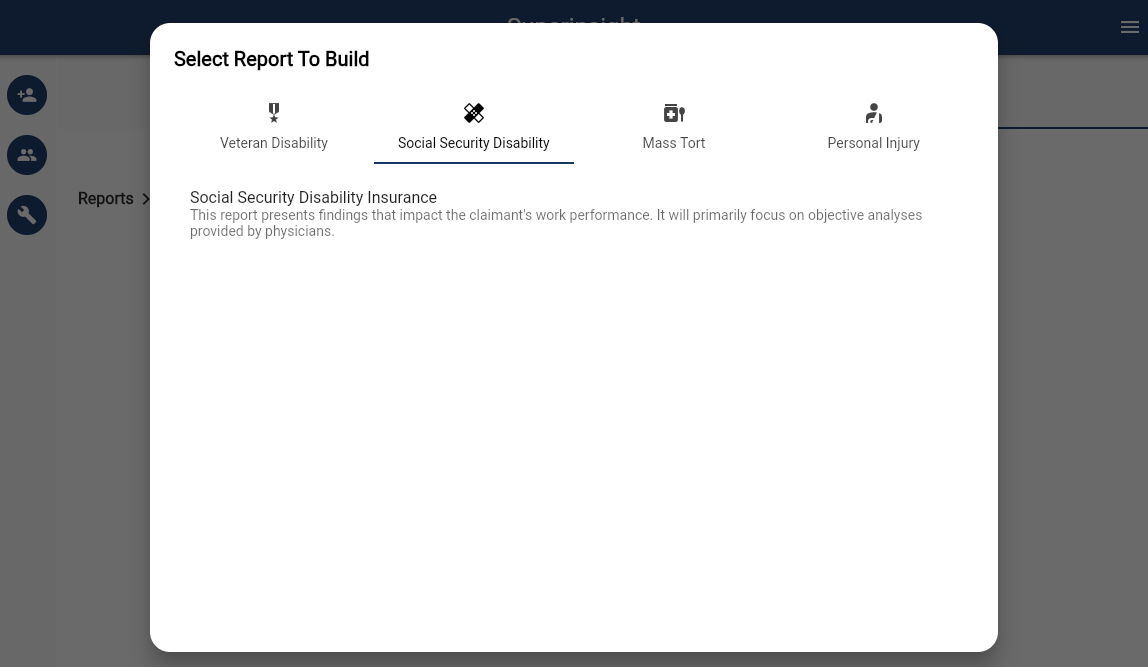 Superinsight
Select Report To Build
Veteran Disability
Social Security Disability
Mass Tort
Personal Injury
Reports
Social Security Disability Insurance
This report presents findings that impact the claimant's work performance. It will primarily focus on objective analyses
provided by physicians.